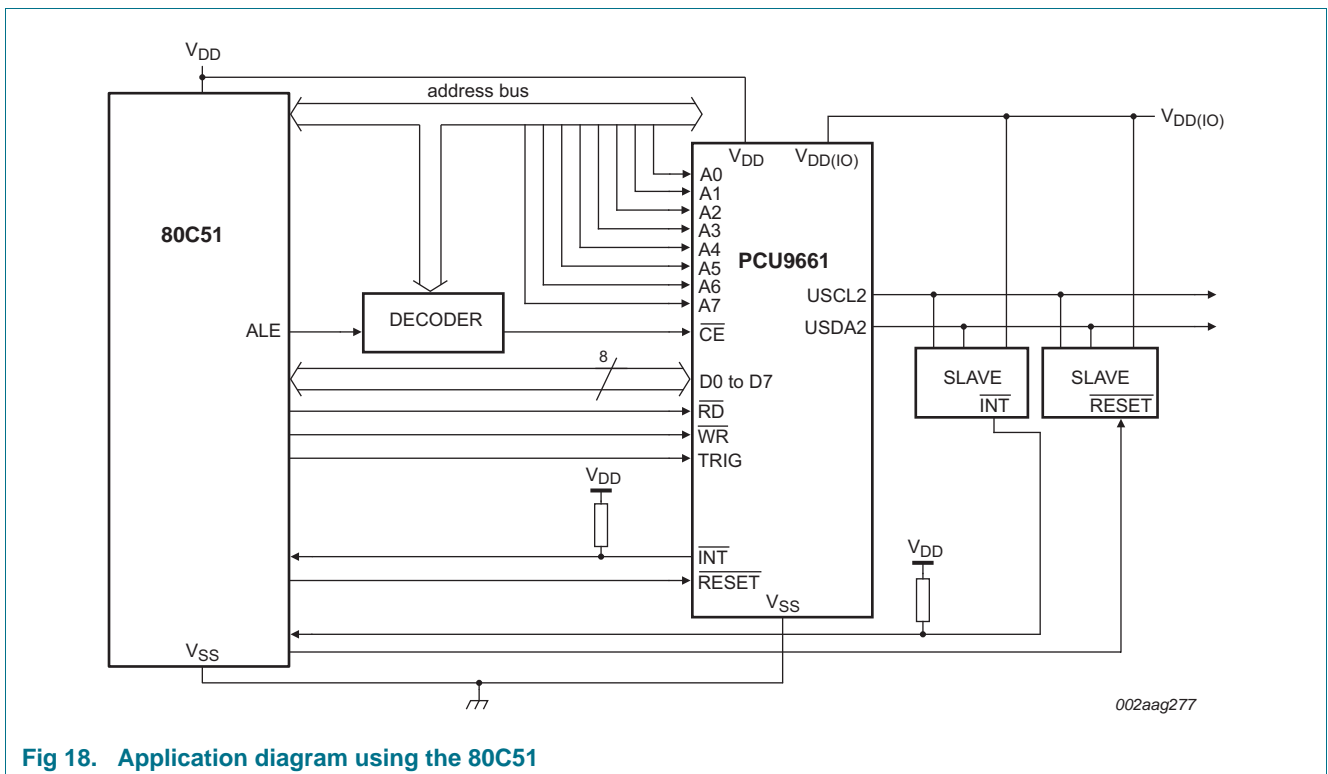 VDD
address bus
VDD(IO)
VDD
VDD(IO)
A0
A1
A2
A3
A4
A5
A6
A7
80C51
PCU9661
USCL2
USDA2
ALE
DECODER
CE
8
D0 to D7
SLAVE
INT
SLAVE
RESET
RD
WR
TRIG
VDD
INT
RESET
VDD
VSS
VSS
002aag277
Fig 18. Application diagram using the 80C51